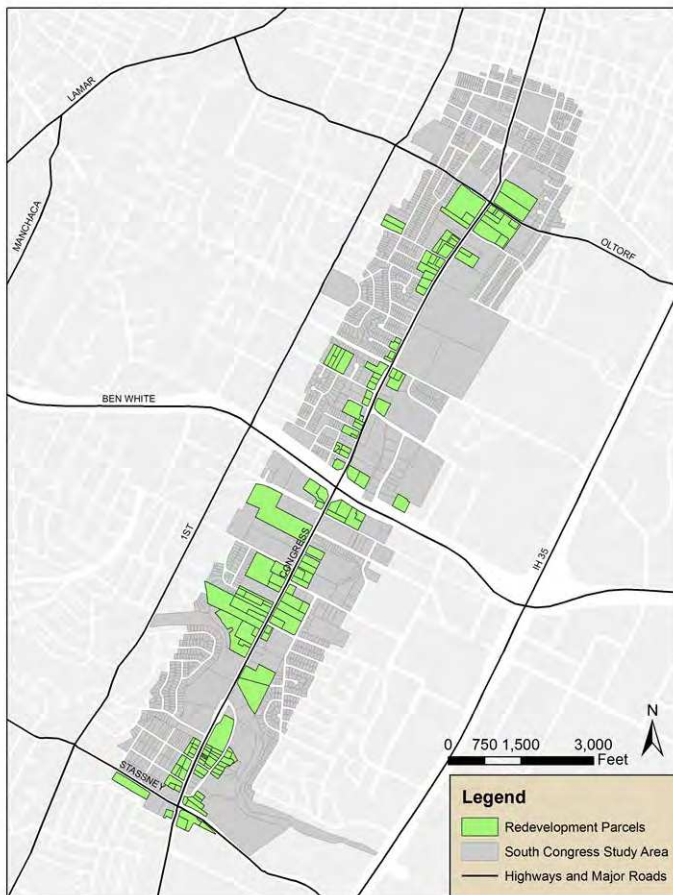 LAMAR
MANCHACA
OLTORF
BEN WHITE
1ST
CONGRESS
IH 35
STASSNEY
N
0 750 1,500 3,000
Feet
Legend
Redevelopment Parcels
South Congress Study Area
Highways and Major Roads